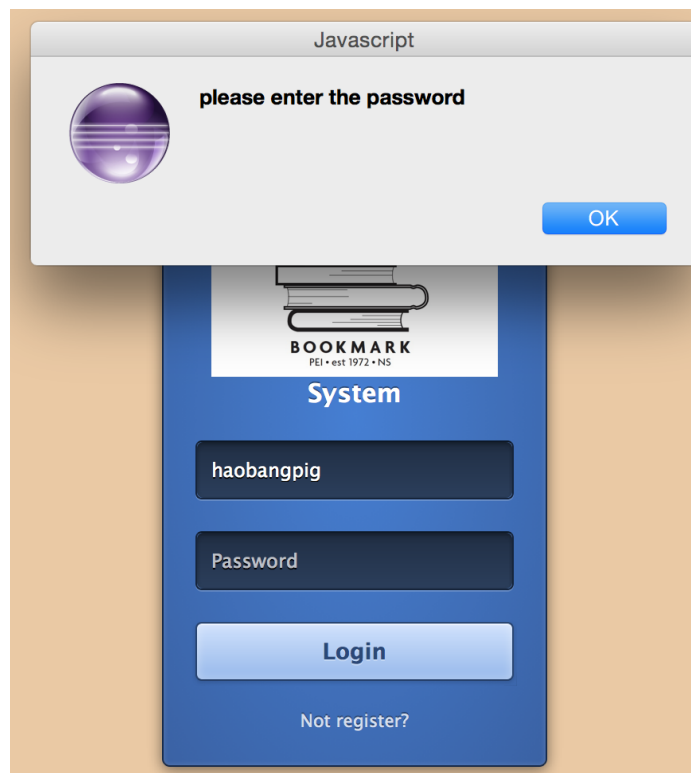 Javascript
please enter the password
OK
BOOKMARK
PEI • est 1972 • NS
System
haobangpig
Password
Login
Not register?